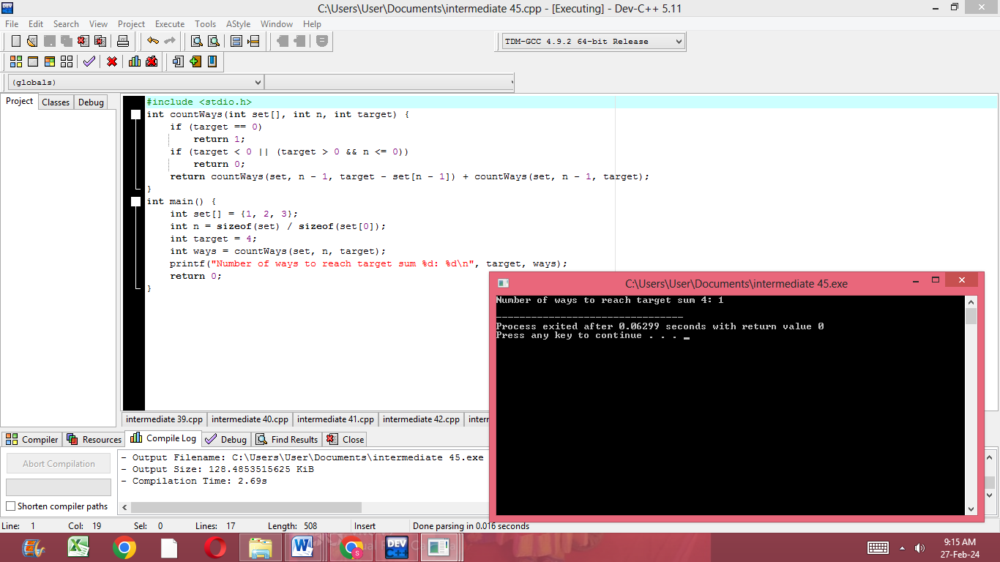 C:\Users\User\Documents\intermediate 45.cpp - [Executing] - Dev-C++ 5.11
File Edit Search View Project Execute Tools AStyle Window Help
TDM-GCC 4.9.2 64-bit Release
(globals)
Project Classes Debug
#include <stdio.h>
int countWays(int set[], int n, int target) {
    if (target == 0)
        return 1;
    if (target < 0 || (target > 0 && n <= 0))
        return 0;
    return countWays(set, n - 1, target - set[n - 1]) + countWays(set, n - 1, target);
}
int main() {
    int set[] = {1, 2, 3};
    int n = sizeof(set) / sizeof(set[0]);
    int target = 4;
    int ways = countWays(set, n, target);
    printf("Number of ways to reach target sum %d: %d\n", target, ways);
    return 0;
}
C:\Users\User\Documents\intermediate 45.exe
Number of ways to reach target sum 4: 1
--------------------------------
Process exited after 0.06299 seconds with return value 0
Press any key to continue . . .
intermediate 39.cpp intermediate 40.cpp intermediate 41.cpp intermediate 42.cpp
Compiler Resources Compile Log Debug Find Results Close
Abort Compilation
Shorten compiler paths
- Output Filename: C:\Users\User\Documents\intermediate 45.exe
- Output Size: 128.4853515625 KiB
- Compilation Time: 2.69s
Line: 1 Col: 19 Sel: 0 Lines: 17 Length: 508 Insert Done parsing in 0.016 seconds
DEV C++
9:15 AM
27-Feb-24